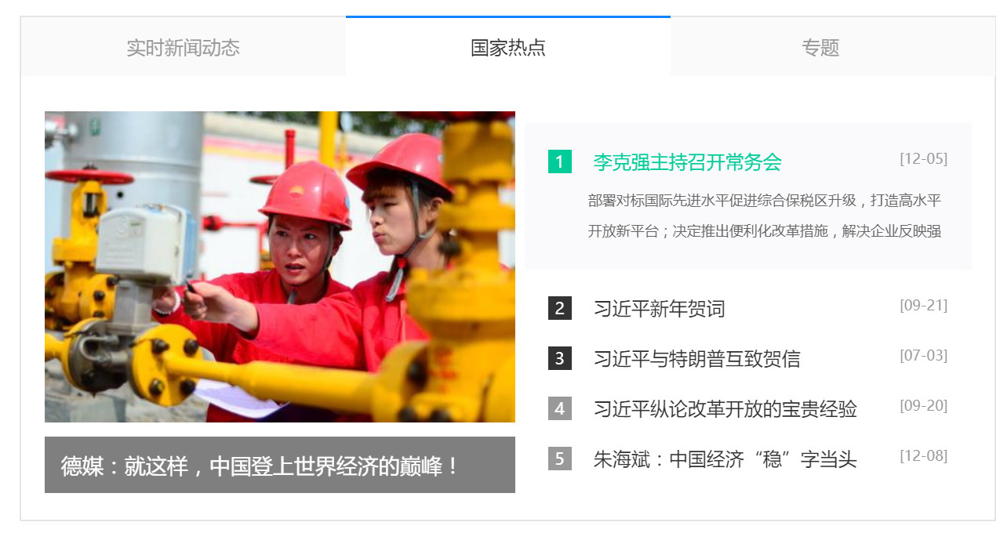 实时新闻动态
国家热点
专题
德媒：就这样，中国登上世界经济的巅峰！
1 李克强主持召开常务会 [12-05]
部署对标国际先进水平促进综合保税区升级，打造高水平
开放新平台；决定推出便利化改革措施，解决企业反映强
2 习近平新年贺词 [09-21]
3 习近平与特朗普互致贺信 [07-03]
4 习近平纵论改革开放的宝贵经验 [09-20]
5 朱海斌：中国经济“稳”字当头 [12-08]